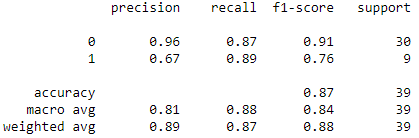 precision recall f1-score support
0 0.96 0.87 0.91 30
1 0.67 0.89 0.76 9
accuracy 0.87 39
macro avg 0.81 0.88 0.84 39
weighted avg 0.89 0.87 0.88 39